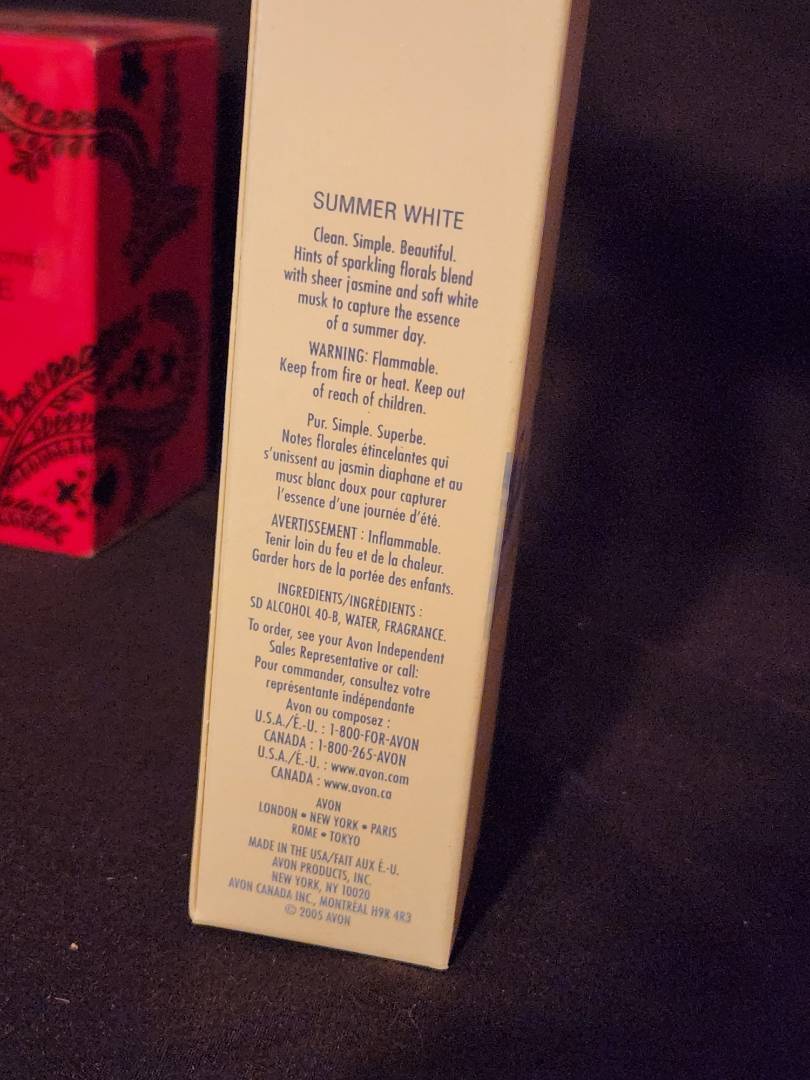 SUMMER WHITE
Clean. Simple. Beautiful.
Hints of sparkling florals blend
with sheer jasmine and soft white
musk to capture the essence
of a summer day.
WARNING: Flammable.
Keep from fire or heat. Keep out
of reach of children.
Pur. Simple. Superbe.
Notes florales étincelantes qui
s'unissent au jasmin diaphane et au
musc blanc doux pour capturer
l'essence d'une journée d'été.
AVERTISSEMENT : Inflammable.
Tenir loin du feu et de la chaleur.
Garder hors de la portée des enfants.
INGREDIENTS/INGRÉDIENTS :
SD ALCOHOL 40-B, WATER, FRAGRANCE.
To order, see your Avon Independent
Sales Representative or call:
Pour commander, consultez votre
représentante indépendante
Avon ou composez :
U.S.A./É.-U. : 1-800-FOR-AVON
CANADA : 1-800-265-AVON
U.S.A./É.-U. : www.avon.com
CANADA : www.avon.ca
AVON
LONDON • NEW YORK • PARIS
ROME • TOKYO
MADE IN THE USA/FAIT AUX É.-U.
AVON PRODUCTS, INC.
NEW YORK, NY 10020
AVON CANADA INC., MONTRÉAL H9R 4R3
© 2005 AVON